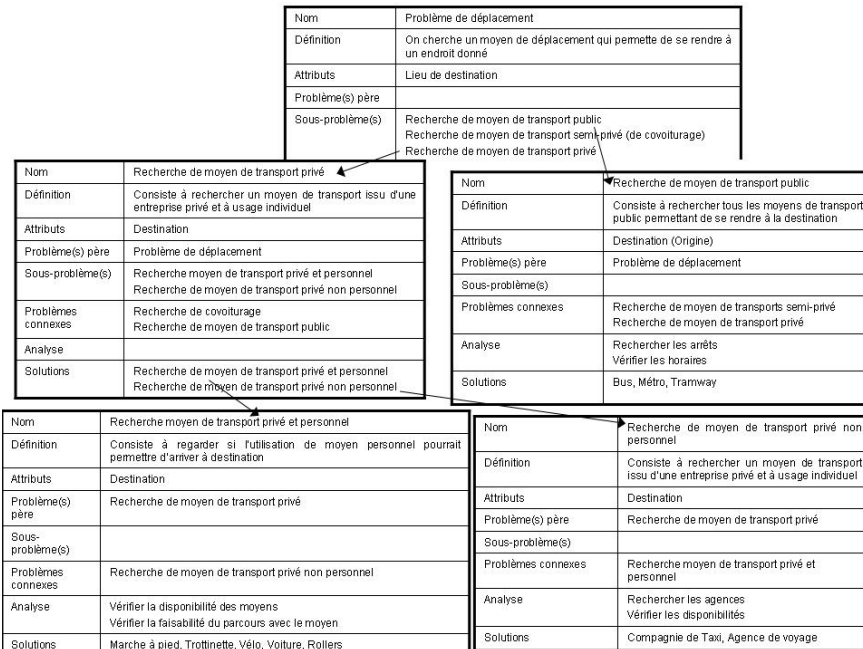 Nom Problème de déplacement
Définition On cherche un moyen de déplacement qui permette de se rendre à
un endroit donné
Attributs Lieu de destination
Problème(s) père
Sous-problème(s) Recherche de moyen de transport public
Recherche de moyen de transport semi-privé (de covoiturage)
Recherche de moyen de transport privé
Nom Recherche de moyen de transport privé
Définition Consiste à rechercher un moyen de transport issu d'une
entreprise privé et à usage individuel
Attributs Destination
Problème(s) père Problème de déplacement
Sous-problème(s) Recherche moyen de transport privé et personnel
Recherche de moyen de transport privé non personnel
Problèmes
connexes
Recherche de covoiturage
Recherche de moyen de transport public
Analyse
Solutions Recherche de moyen de transport privé et personnel
Recherche de moyen de transport privé non personnel
Nom Recherche de moyen de transport public
Définition Consiste à rechercher tous les moyens de transport
public permettant de se rendre à la destination
Attributs Destination (Origine)
Problème(s) père Problème de déplacement
Sous-problème(s)
Problèmes connexes Recherche de moyen de transports semi-privé
Recherche de moyen de transport privé
Analyse Rechercher les arrêts
Vérifier les horaires
Solutions Bus, Métro, Tramway
Nom Recherche moyen de transport privé et personnel
Définition Consiste à regarder si l'utilisation de moyen personnel pourrait
permettre d'arriver à destination
Attributs Destination
Problème(s)
père
Recherche de moyen de transport privé
Sous-
problème(s)
Problèmes
connexes
Recherche de moyen de transport privé non personnel
Analyse Vérifier la disponibilité des moyens
Vérifier la faisabilité du parcours avec le moyen
Solutions Marche à pied, Trottinette, Vélo, Voiture, Rollers
Nom Recherche de moyen de transport privé non
personnel
Définition Consiste à rechercher un moyen de transport
issu d'une entreprise privé et à usage individuel
Attributs Destination
Problème(s) père Recherche de moyen de transport privé
Sous-problème(s)
Problèmes connexes Recherche moyen de transport privé et
personnel
Analyse Rechercher les agences
Vérifier les disponibilités
Solutions Compagnie de Taxi, Agence de voyage